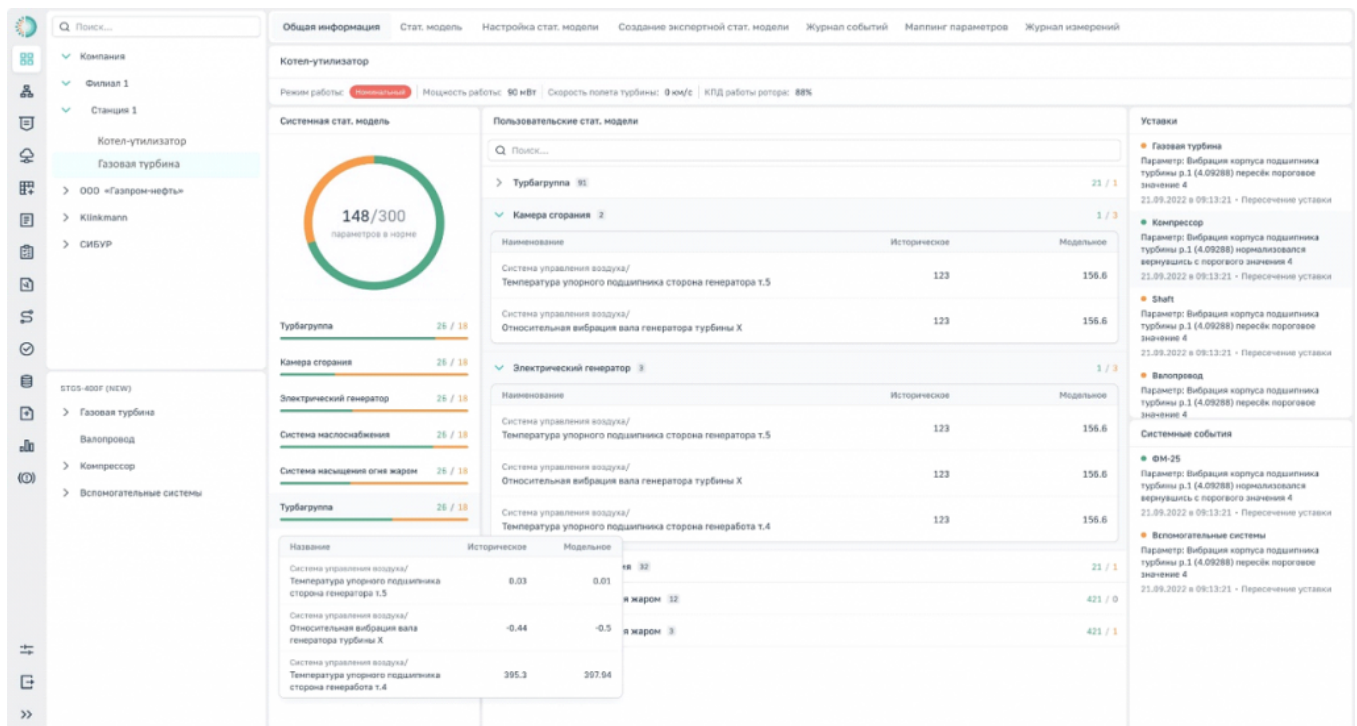 Поиск...
Компания
Филиал 1
Станция 1
Котел-утилизатор
Газовая турбина
ООО «Газпром-нефть»
Klinkmann
СИБУР
STG5-400F (NEW)
Газовая турбина
Валопровод
Компрессор
Вспомогательные системы
Общая информация Стат. модель Настройка стат. модели Создание экспертной стат. модели Журнал событий Маппинг параметров Журнал измерений
Котел-утилизатор
Режим работы: Номинальный Мощность работы: 90 мВт Скорость полета турбины: 0 км/с КПД работы ротора: 88%
Системная стат. модель
148/300
параметров в норме
Турбагруппа 26 / 18
Камера сгорания 26 / 18
Электрический генератор 26 / 18
Система маслоснабжения 26 / 18
Система насыщения огня жаром 26 / 18
Турбагруппа 26 / 18
Название Историческое Модельное
Система управления воздуха/
Температура упорного подшипника
сторона генератора т.5
0.03 0.01
Система управления воздуха/
Относительная вибрация вала
генератора турбины X
-0.44 -0.5
Система управления воздуха/
Температура упорного подшипника
сторона генеработа т.4
395.3 397.94
Пользовательские стат. модели
Поиск...
Турбагруппа 91 21 / 1
Камера сгорания 2 1 / 3
Наименование Историческое Модельное
Система управления воздуха/
Температура упорного подшипника сторона генератора т.5 123 156.6
Система управления воздуха/
Относительная вибрация вала генератора турбины X 123 156.6
Электрический генератор 3 1 / 3
Наименование Историческое Модельное
Система управления воздуха/
Температура упорного подшипника сторона генератора т.5 123 156.6
Система управления воздуха/
Относительная вибрация вала генератора турбины X 123 156.6
Система управления воздуха/
Температура упорного подшипника сторона генеработа т.4 123 156.6
ия 32 21 / 1
я жаром 12 421 / 0
я жаром 3 421 / 1
Уставки
Газовая турбина
Параметр: Вибрация корпуса подшипника
турбины р.1 (4.09288) пересёк пороговое
значение 4
21.09.2022 в 09:13:21 • Пересечение уставки
Компрессор
Параметр: Вибрация корпуса подшипника
турбины р.1 (4.09288) нормализовался
вернувшись с порогового значения 4
21.09.2022 в 09:13:21 • Пересечение уставки
Shaft
Параметр: Вибрация корпуса подшипника
турбины р.1 (4.09288) пересёк пороговое
значение 4
21.09.2022 в 09:13:21 • Пересечение уставки
Валопровод
Параметр: Вибрация корпуса подшипника
турбины р.1 (4.09288) пересёк пороговое
значение 4
Системные события
ФМ-25
Параметр: Вибрация корпуса подшипника
турбины р.1 (4.09288) нормализовался
вернувшись с порогового значения 4
21.09.2022 в 09:13:21 • Пересечение уставки
Вспомогательные системы
Параметр: Вибрация корпуса подшипника
турбины р.1 (4.09288) пересёк пороговое
значение 4
21.09.2022 в 09:13:21 • Пересечение уставки